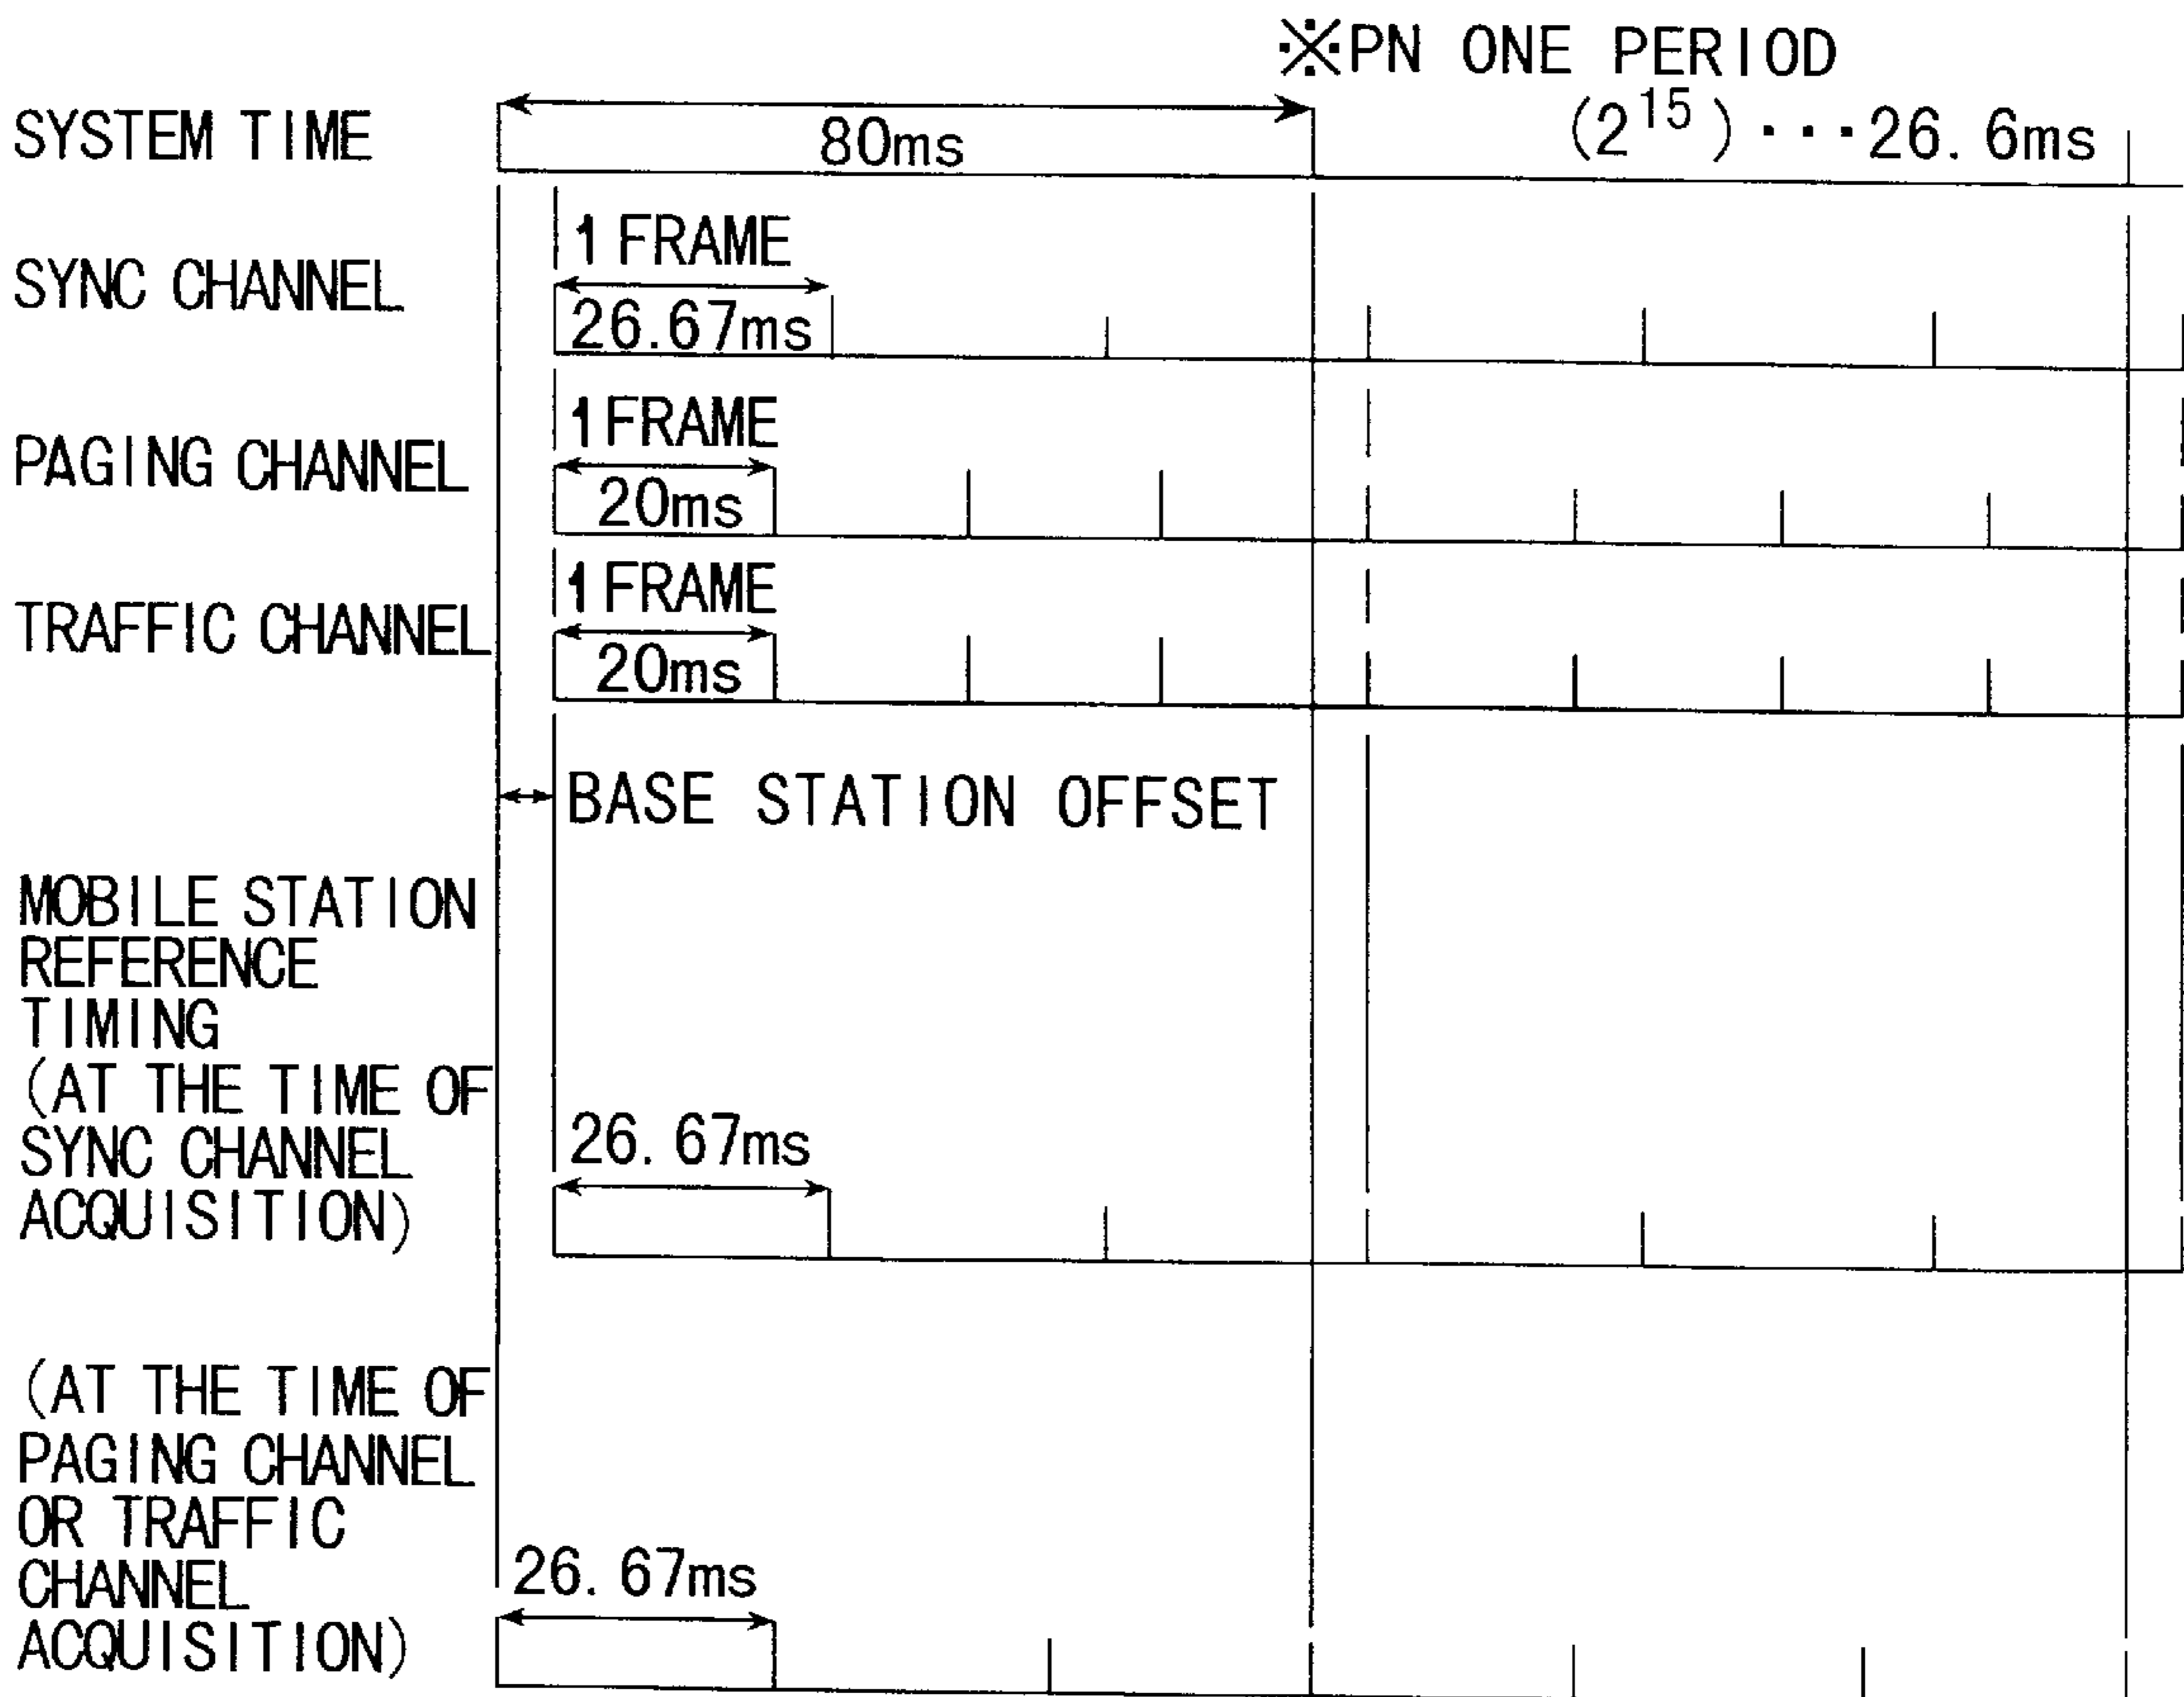 ※PN ONE PERIOD
(2^15)・・・26.6ms
SYSTEM TIME
80ms
SYNC CHANNEL
1 FRAME
26.67ms
PAGING CHANNEL
1 FRAME
20ms
TRAFFIC CHANNEL
1 FRAME
20ms
BASE STATION OFFSET
MOBILE STATION
REFERENCE
TIMING
(AT THE TIME OF
SYNC CHANNEL
ACQUISITION)
26.67ms
(AT THE TIME OF
PAGING CHANNEL
OR TRAFFIC
CHANNEL
ACQUISITION)
26.67ms